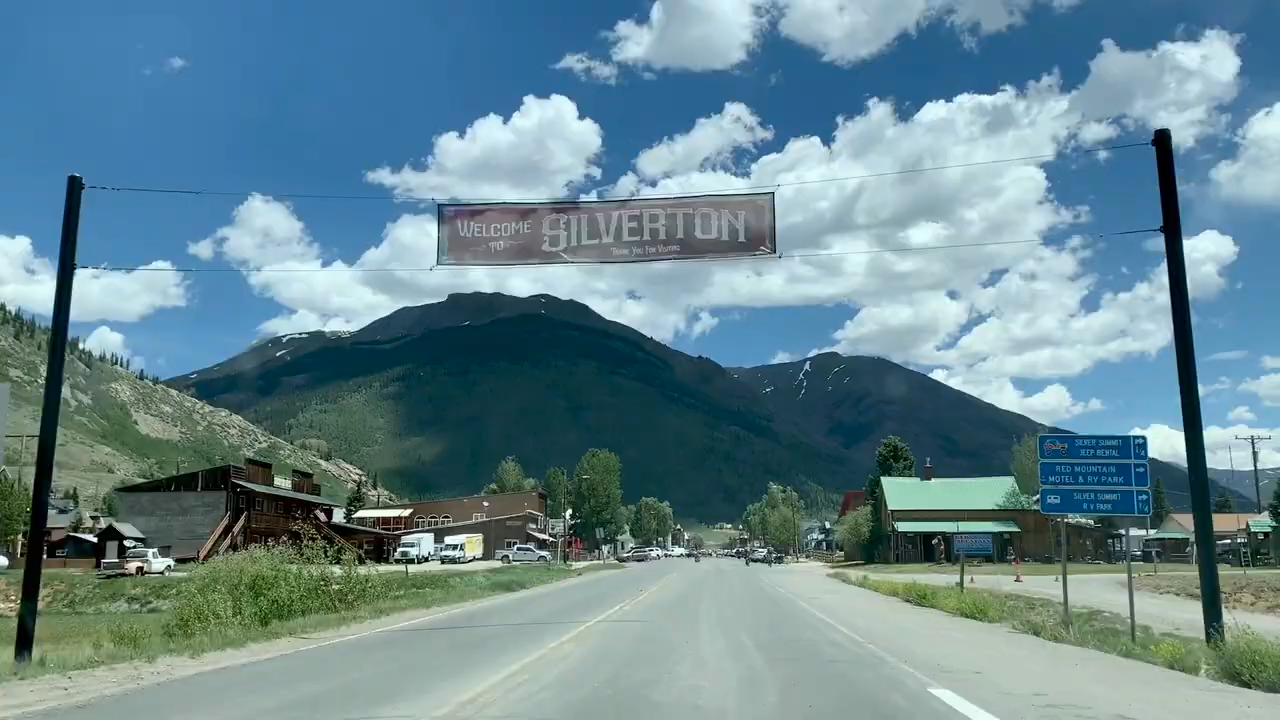 WELCOME TO
SILVERTON
THANK YOU FOR VISITING
SILVER SUMMIT
JEEP RENTAL
RED MOUNTAIN
MOTEL & RV PARK
SILVER SUMMIT
RV PARK